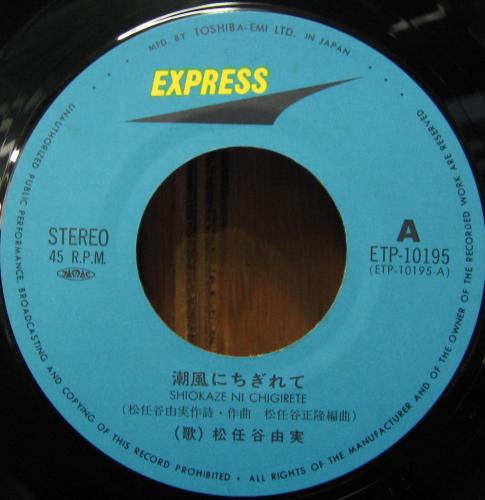 MFD. BY TOSHIBA-EMI LTD. IN JAPAN
EXPRESS
STEREO
45 R.P.M.
A
ETP-10195
(ETP-10195-A)
潮風にちぎれて
SHIOKAZE NI CHIGIRETE
(松任谷由実作詩・作曲 松任谷正隆編曲)
(歌) 松任谷由実
UNAUTHORIZED PUBLIC PERFORMANCE, BROADCASTING AND COPYING OF THIS RECORD PROHIBITED • ALL RIGHTS OF THE MANUFACTURER AND OF THE OWNER OF THE RECORDED WORK ARE RESERVED